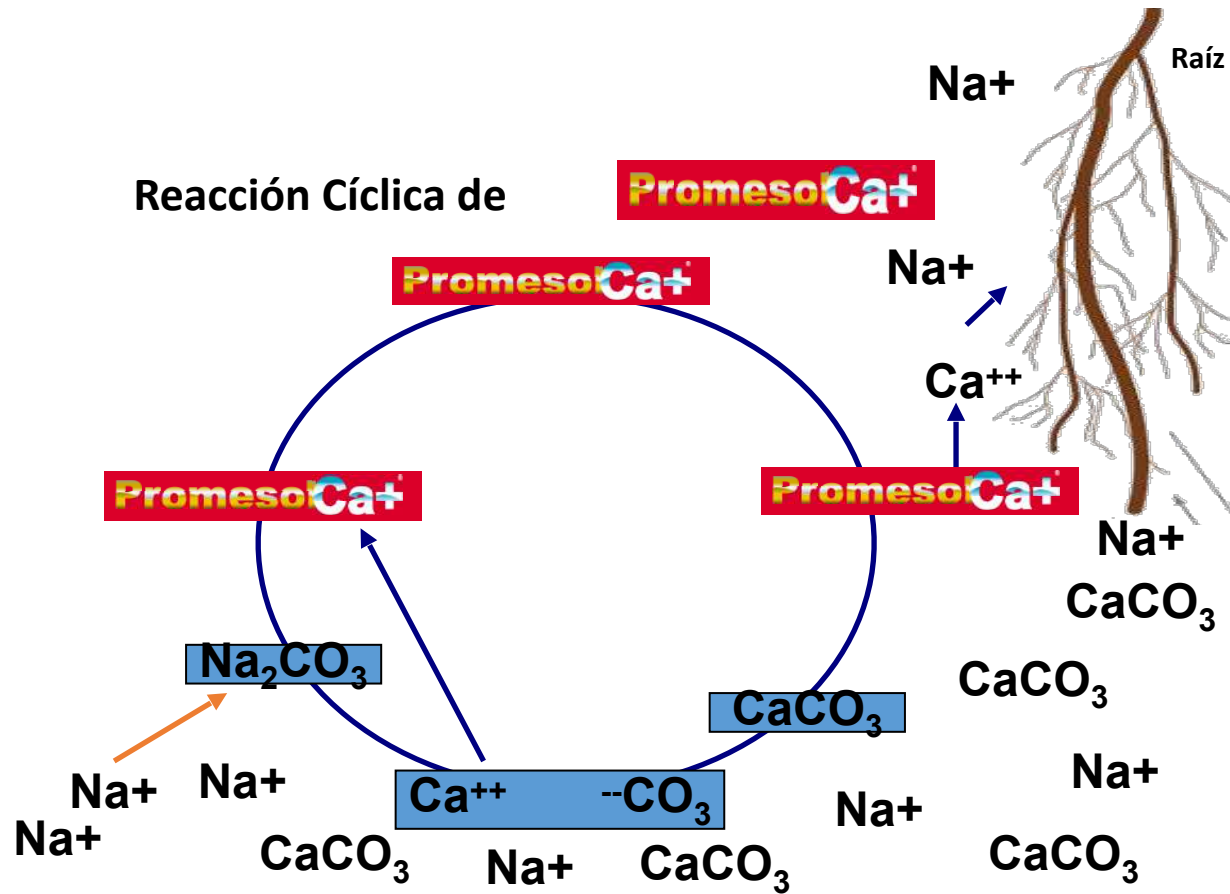 Raíz
Na+
Reacción Cíclica de PromesolCa+
PromesolCa+
Na+
Ca⁺⁺
PromesolCa+
PromesolCa+
Na+
CaCO₃
Na₂CO₃
CaCO₃
CaCO₃
Na+
Na+
Na+
Ca⁺⁺ ⁻⁻CO₃
Na+
Na+
CaCO₃
Na+
CaCO₃
CaCO₃